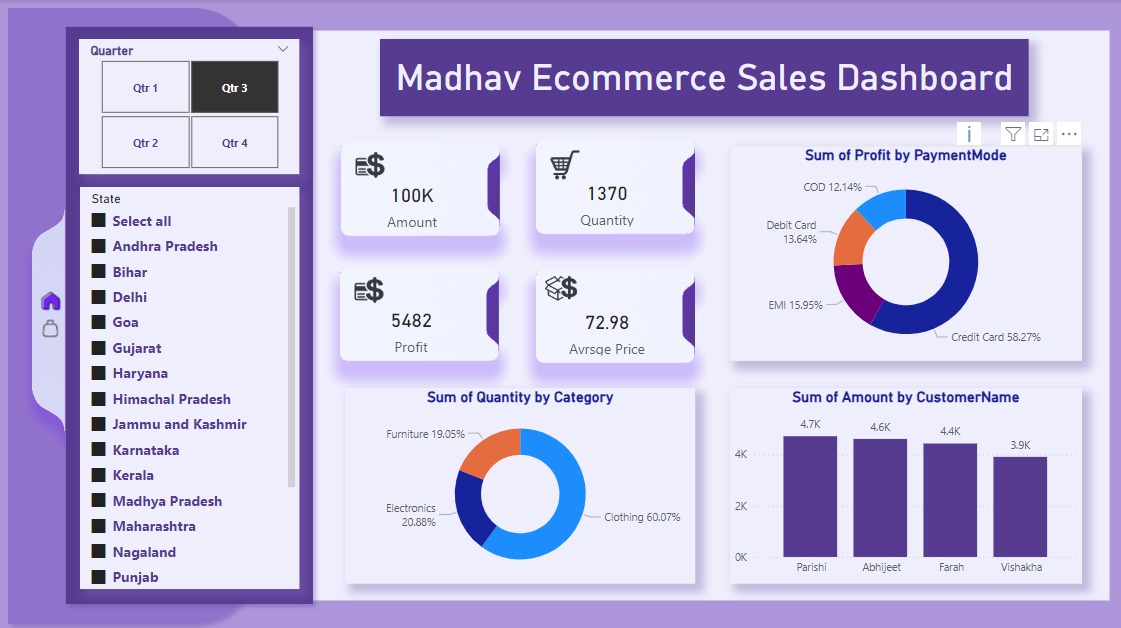 Quarter
Qtr 1
Qtr 3
Qtr 2
Qtr 4
State
Select all
Andhra Pradesh
Bihar
Delhi
Goa
Gujarat
Haryana
Himachal Pradesh
Jammu and Kashmir
Karnataka
Kerala
Madhya Pradesh
Maharashtra
Nagaland
Punjab
Madhav Ecommerce Sales Dashboard
100K
Amount
1370
Quantity
5482
Profit
72.98
Avrsge Price
Sum of Profit by PaymentMode
COD 12.14%
Debit Card
13.64%
EMI 15.95%
Credit Card 58.27%
Sum of Quantity by Category
Furniture 19.05%
Electronics
20.88%
Clothing 60.07%
Sum of Amount by CustomerName
4.7K
4.6K
4.4K
3.9K
4K
2K
0K
Parishi
Abhijeet
Farah
Vishakha